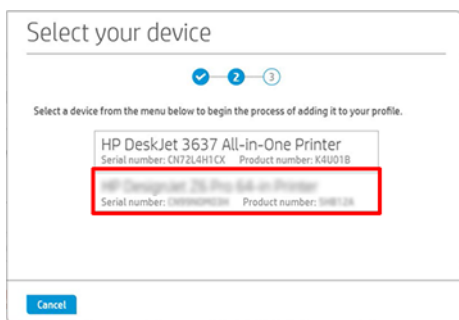 Select your device
2 3
Select a device from the menu below to begin the process of adding it to your profile.
HP DeskJet 3637 All-in-One Printer
Serial number: CN72L4H1CX Product number: K4U01B
Serial number: Product number:
Cancel